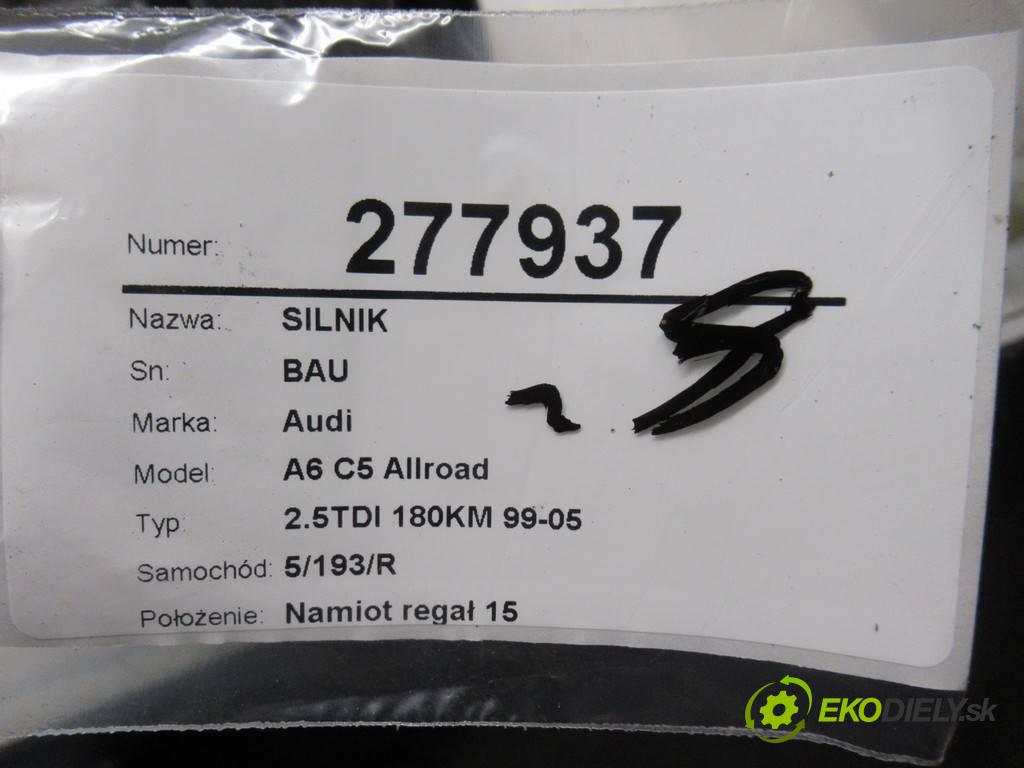 Numer: 277937
Nazwa: SILNIK
Sn: BAU
Marka: Audi
Model: A6 C5 Allroad
Typ: 2.5TDI 180KM 99-05
Samochód: 5/193/R
Położenie: Namiot regał 15
EKODIELY.sk